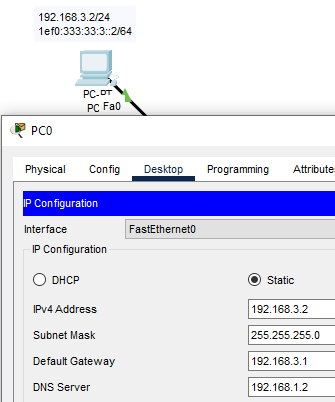 192.168.3.2/24
1ef0:333:33:3::2/64
PC-PT
PC Fa0
PC0
Physical Config Desktop Programming Attributes
IP Configuration
Interface FastEthernet0
IP Configuration
DHCP Static
IPv4 Address 192.168.3.2
Subnet Mask 255.255.255.0
Default Gateway 192.168.3.1
DNS Server 192.168.1.2